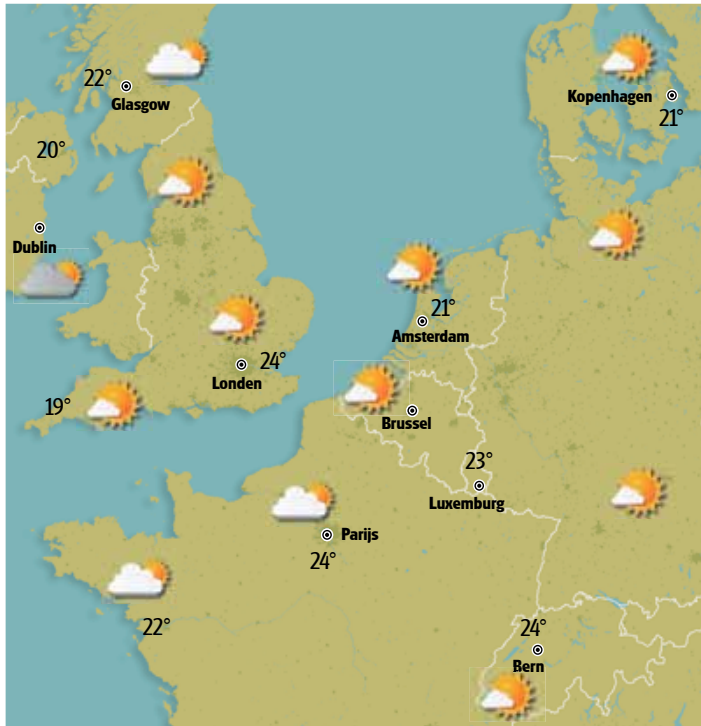 22°
Glasgow
Kopenhagen
21°
20°
Dublin
21°
Amsterdam
24°
Londen
19°
Brussel
23°
Luxemburg
Parijs
24°
22°
24°
Bern